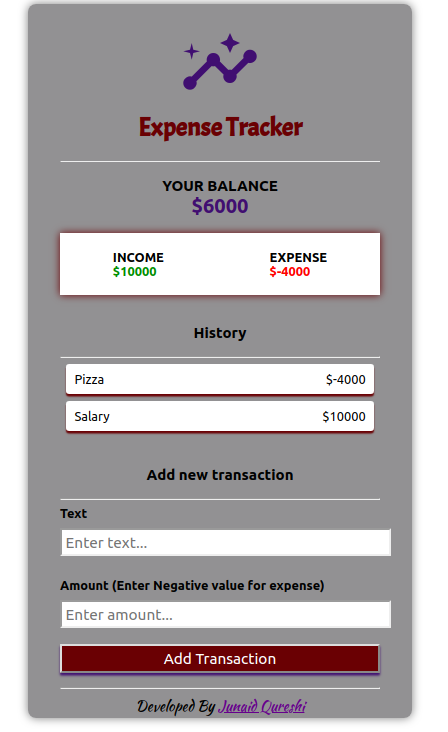 Expense Tracker
YOUR BALANCE
$6000
INCOME EXPENSE
$10000 $-4000
History
Pizza $-4000
Salary $10000
Add new transaction
Text
Enter text...
Amount (Enter Negative value for expense)
Enter amount...
Add Transaction
Developed By Junaid Qureshi